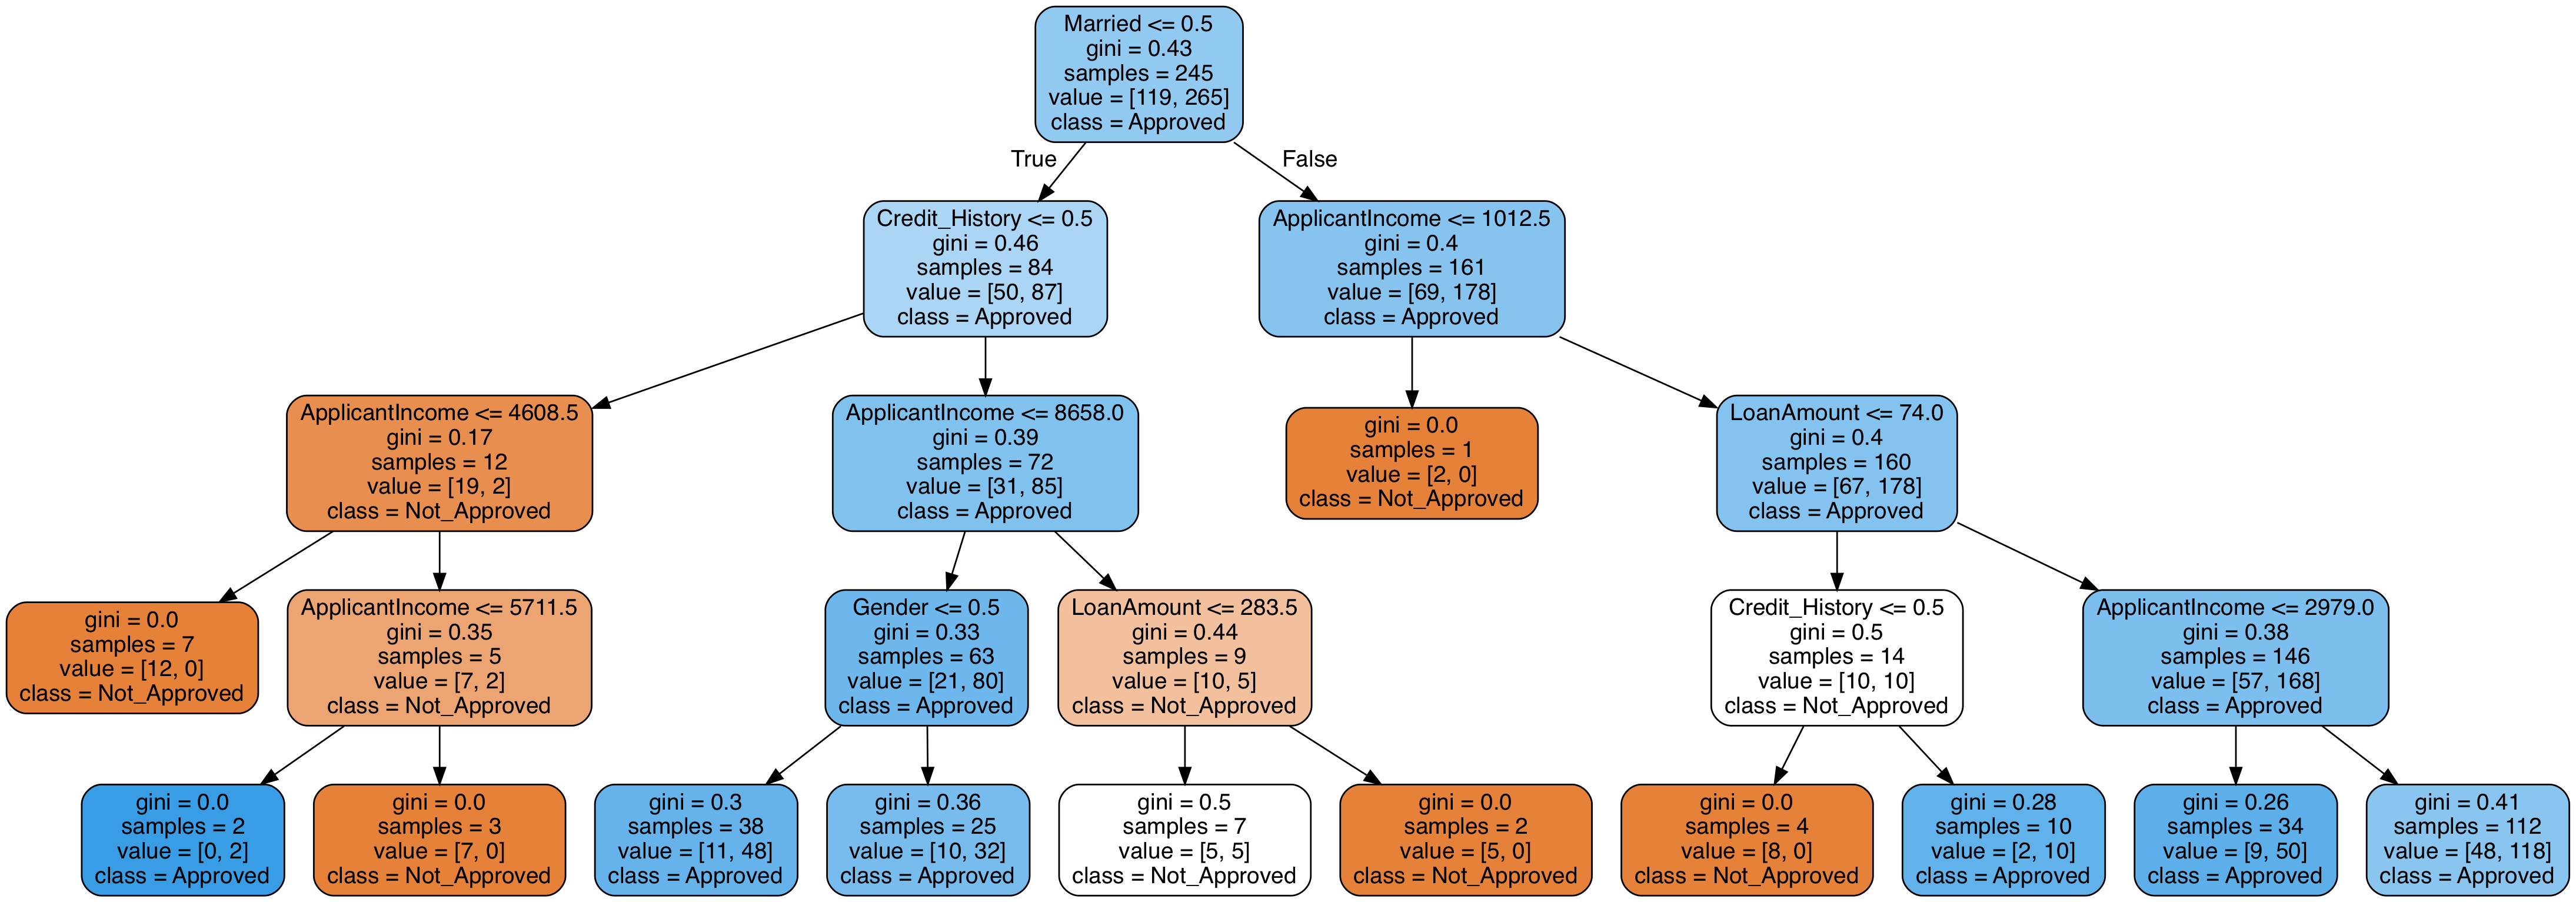 Married <= 0.5
gini = 0.43
samples = 245
value = [119, 265]
class = Approved
True
False
Credit_History <= 0.5
gini = 0.46
samples = 84
value = [50, 87]
class = Approved
ApplicantIncome <= 1012.5
gini = 0.4
samples = 161
value = [69, 178]
class = Approved
ApplicantIncome <= 4608.5
gini = 0.17
samples = 12
value = [19, 2]
class = Not_Approved
ApplicantIncome <= 8658.0
gini = 0.39
samples = 72
value = [31, 85]
class = Approved
gini = 0.0
samples = 1
value = [2, 0]
class = Not_Approved
LoanAmount <= 74.0
gini = 0.4
samples = 160
value = [67, 178]
class = Approved
gini = 0.0
samples = 7
value = [12, 0]
class = Not_Approved
ApplicantIncome <= 5711.5
gini = 0.35
samples = 5
value = [7, 2]
class = Not_Approved
Gender <= 0.5
gini = 0.33
samples = 63
value = [21, 80]
class = Approved
LoanAmount <= 283.5
gini = 0.44
samples = 9
value = [10, 5]
class = Not_Approved
Credit_History <= 0.5
gini = 0.5
samples = 14
value = [10, 10]
class = Not_Approved
ApplicantIncome <= 2979.0
gini = 0.38
samples = 146
value = [57, 168]
class = Approved
gini = 0.0
samples = 2
value = [0, 2]
class = Approved
gini = 0.0
samples = 3
value = [7, 0]
class = Not_Approved
gini = 0.3
samples = 38
value = [11, 48]
class = Approved
gini = 0.36
samples = 25
value = [10, 32]
class = Approved
gini = 0.5
samples = 7
value = [5, 5]
class = Not_Approved
gini = 0.0
samples = 2
value = [5, 0]
class = Not_Approved
gini = 0.0
samples = 4
value = [8, 0]
class = Not_Approved
gini = 0.28
samples = 10
value = [2, 10]
class = Approved
gini = 0.26
samples = 34
value = [9, 50]
class = Approved
gini = 0.41
samples = 112
value = [48, 118]
class = Approved